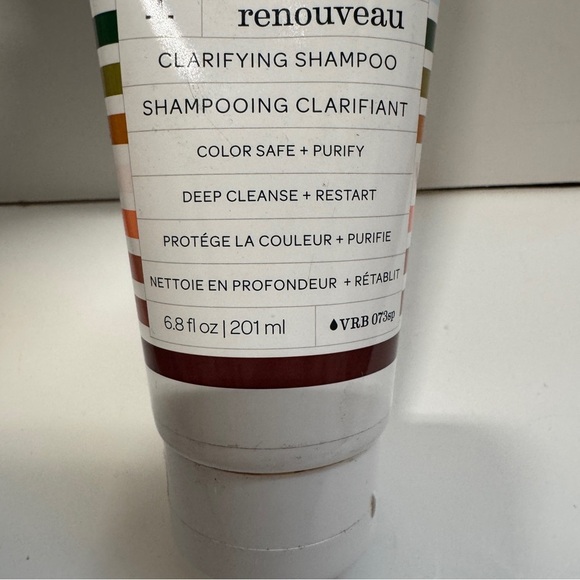 renouveau
CLARIFYING SHAMPOO
SHAMPOOING CLARIFIANT
COLOR SAFE + PURIFY
DEEP CLEANSE + RESTART
PROTÉGE LA COULEUR + PURIFIE
NETTOIE EN PROFONDEUR + RÉTABLIT
6.8 fl oz | 201 ml VRB 073sp